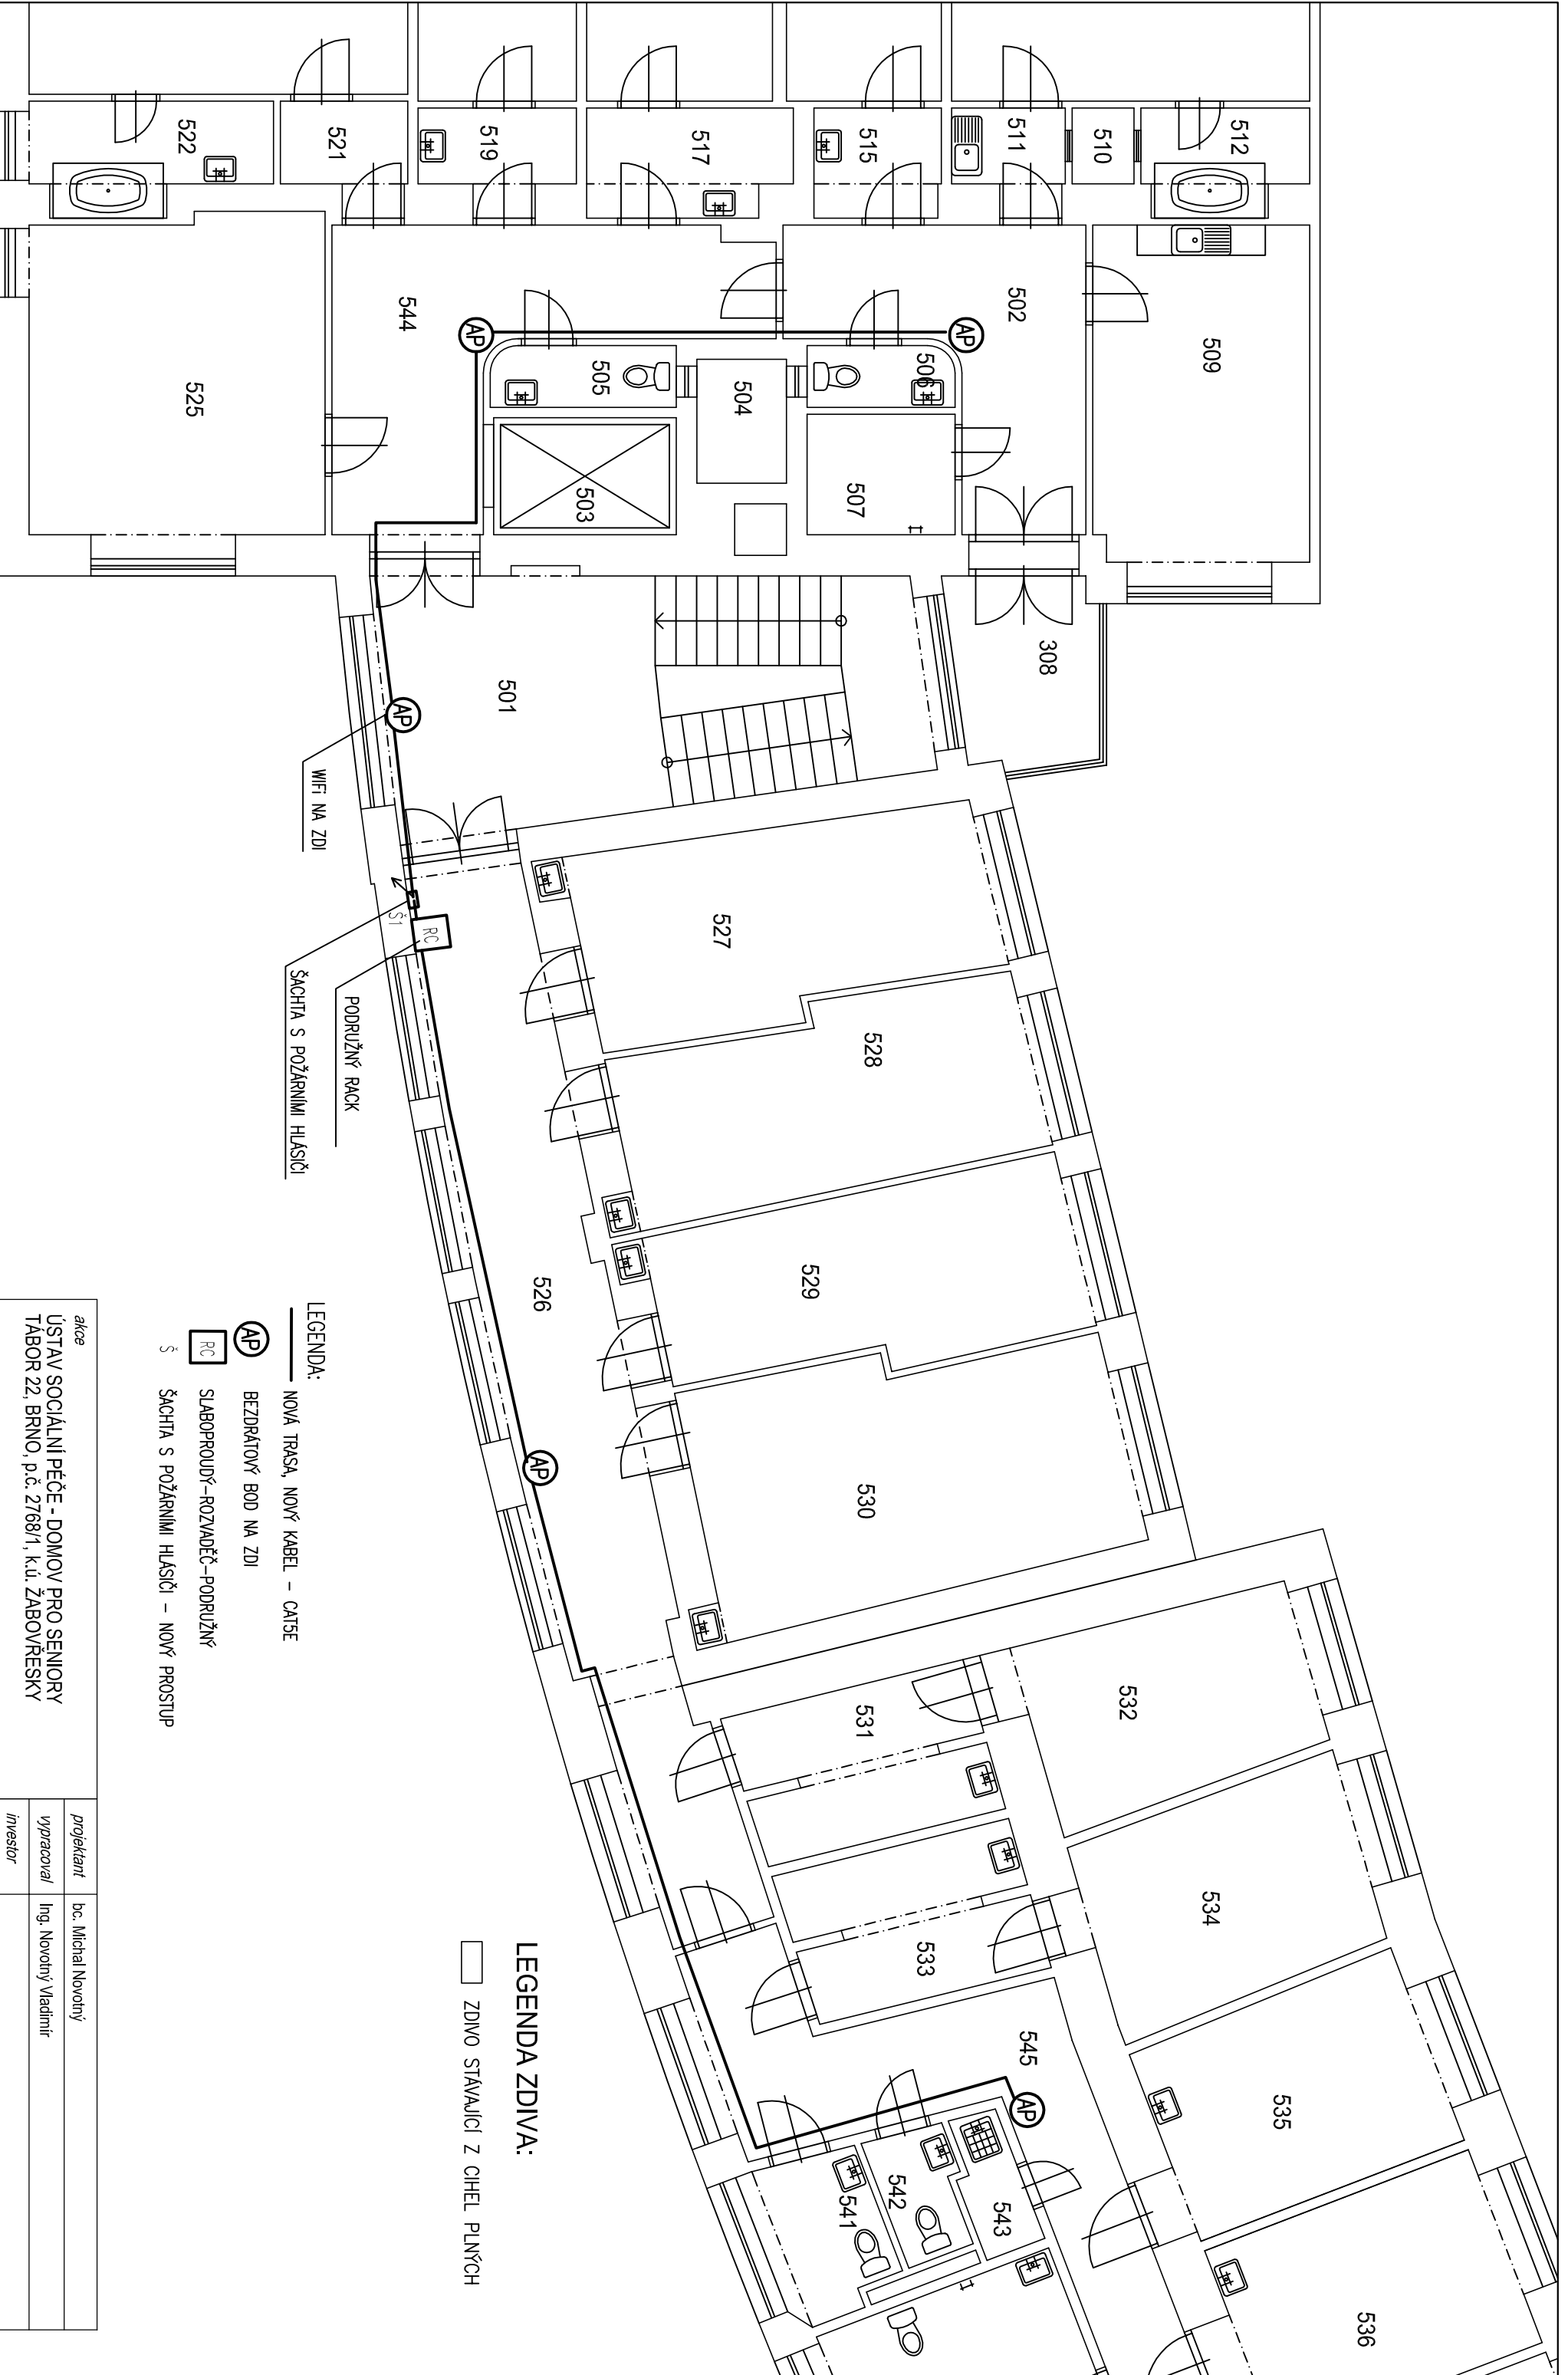 512
510
511
515
517
519
521
522
509
502
544
525
AP
AP
506
505
504
503
507
308
501
AP
WIFI NA ZDI
Š1
RC
ŠACHTA S POŽÁRNÍMI HLÁSIČI
PODRUŽNÝ RACK
527
528
529
530
526
AP
531
532
533
534
535
536
545
AP
541
542
543
LEGENDA:
NOVÁ TRASA, NOVÝ KABEL – CAT5E
AP BEZDRÁTOVÝ BOD NA ZDI
RC SLABOPROUDÝ-ROZVADĚČ-PODRUŽNÝ
Š ŠACHTA S POŽÁRNÍMI HLÁSIČI – NOVÝ PROSTUP
LEGENDA ZDIVA:
ZDIVO STÁVAJÍCÍ Z CIHEL PLNÝCH
akce
ÚSTAV SOCIÁLNÍ PÉČE - DOMOV PRO SENIORY
TÁBOR 22, BRNO, p.č. 2768/1, k.ú. ŽABOVŘESKY
projektant bc. Michal Novotný
vypracoval Ing. Novotný Vladimír
investor